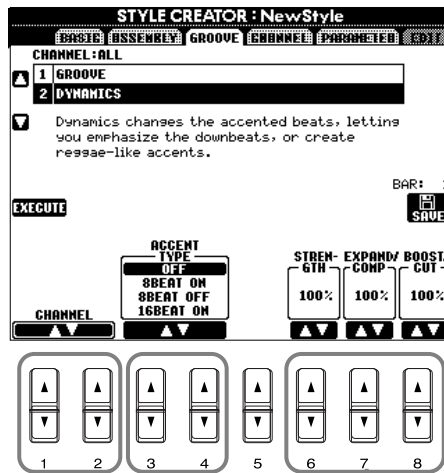 STYLE CREATOR : NewStyle
BASIC ASSEMBLY GROOVE CHANNEL PARAMETER EDIT
CHANNEL:ALL
1 GROOVE
2 DYNAMICS
Dynamics changes the accented beats, letting
you emphasize the downbeats, or create
reggae-like accents.
BAR:
EXECUTE
SAVE
ACCENT
TYPE
OFF
8BEAT ON
8BEAT OFF
16BEAT ON
STREN-
GTH
100%
EXPAND/
COMP
100%
BOOST/
CUT
100%
CHANNEL
1 2 3 4 5 6 7 8